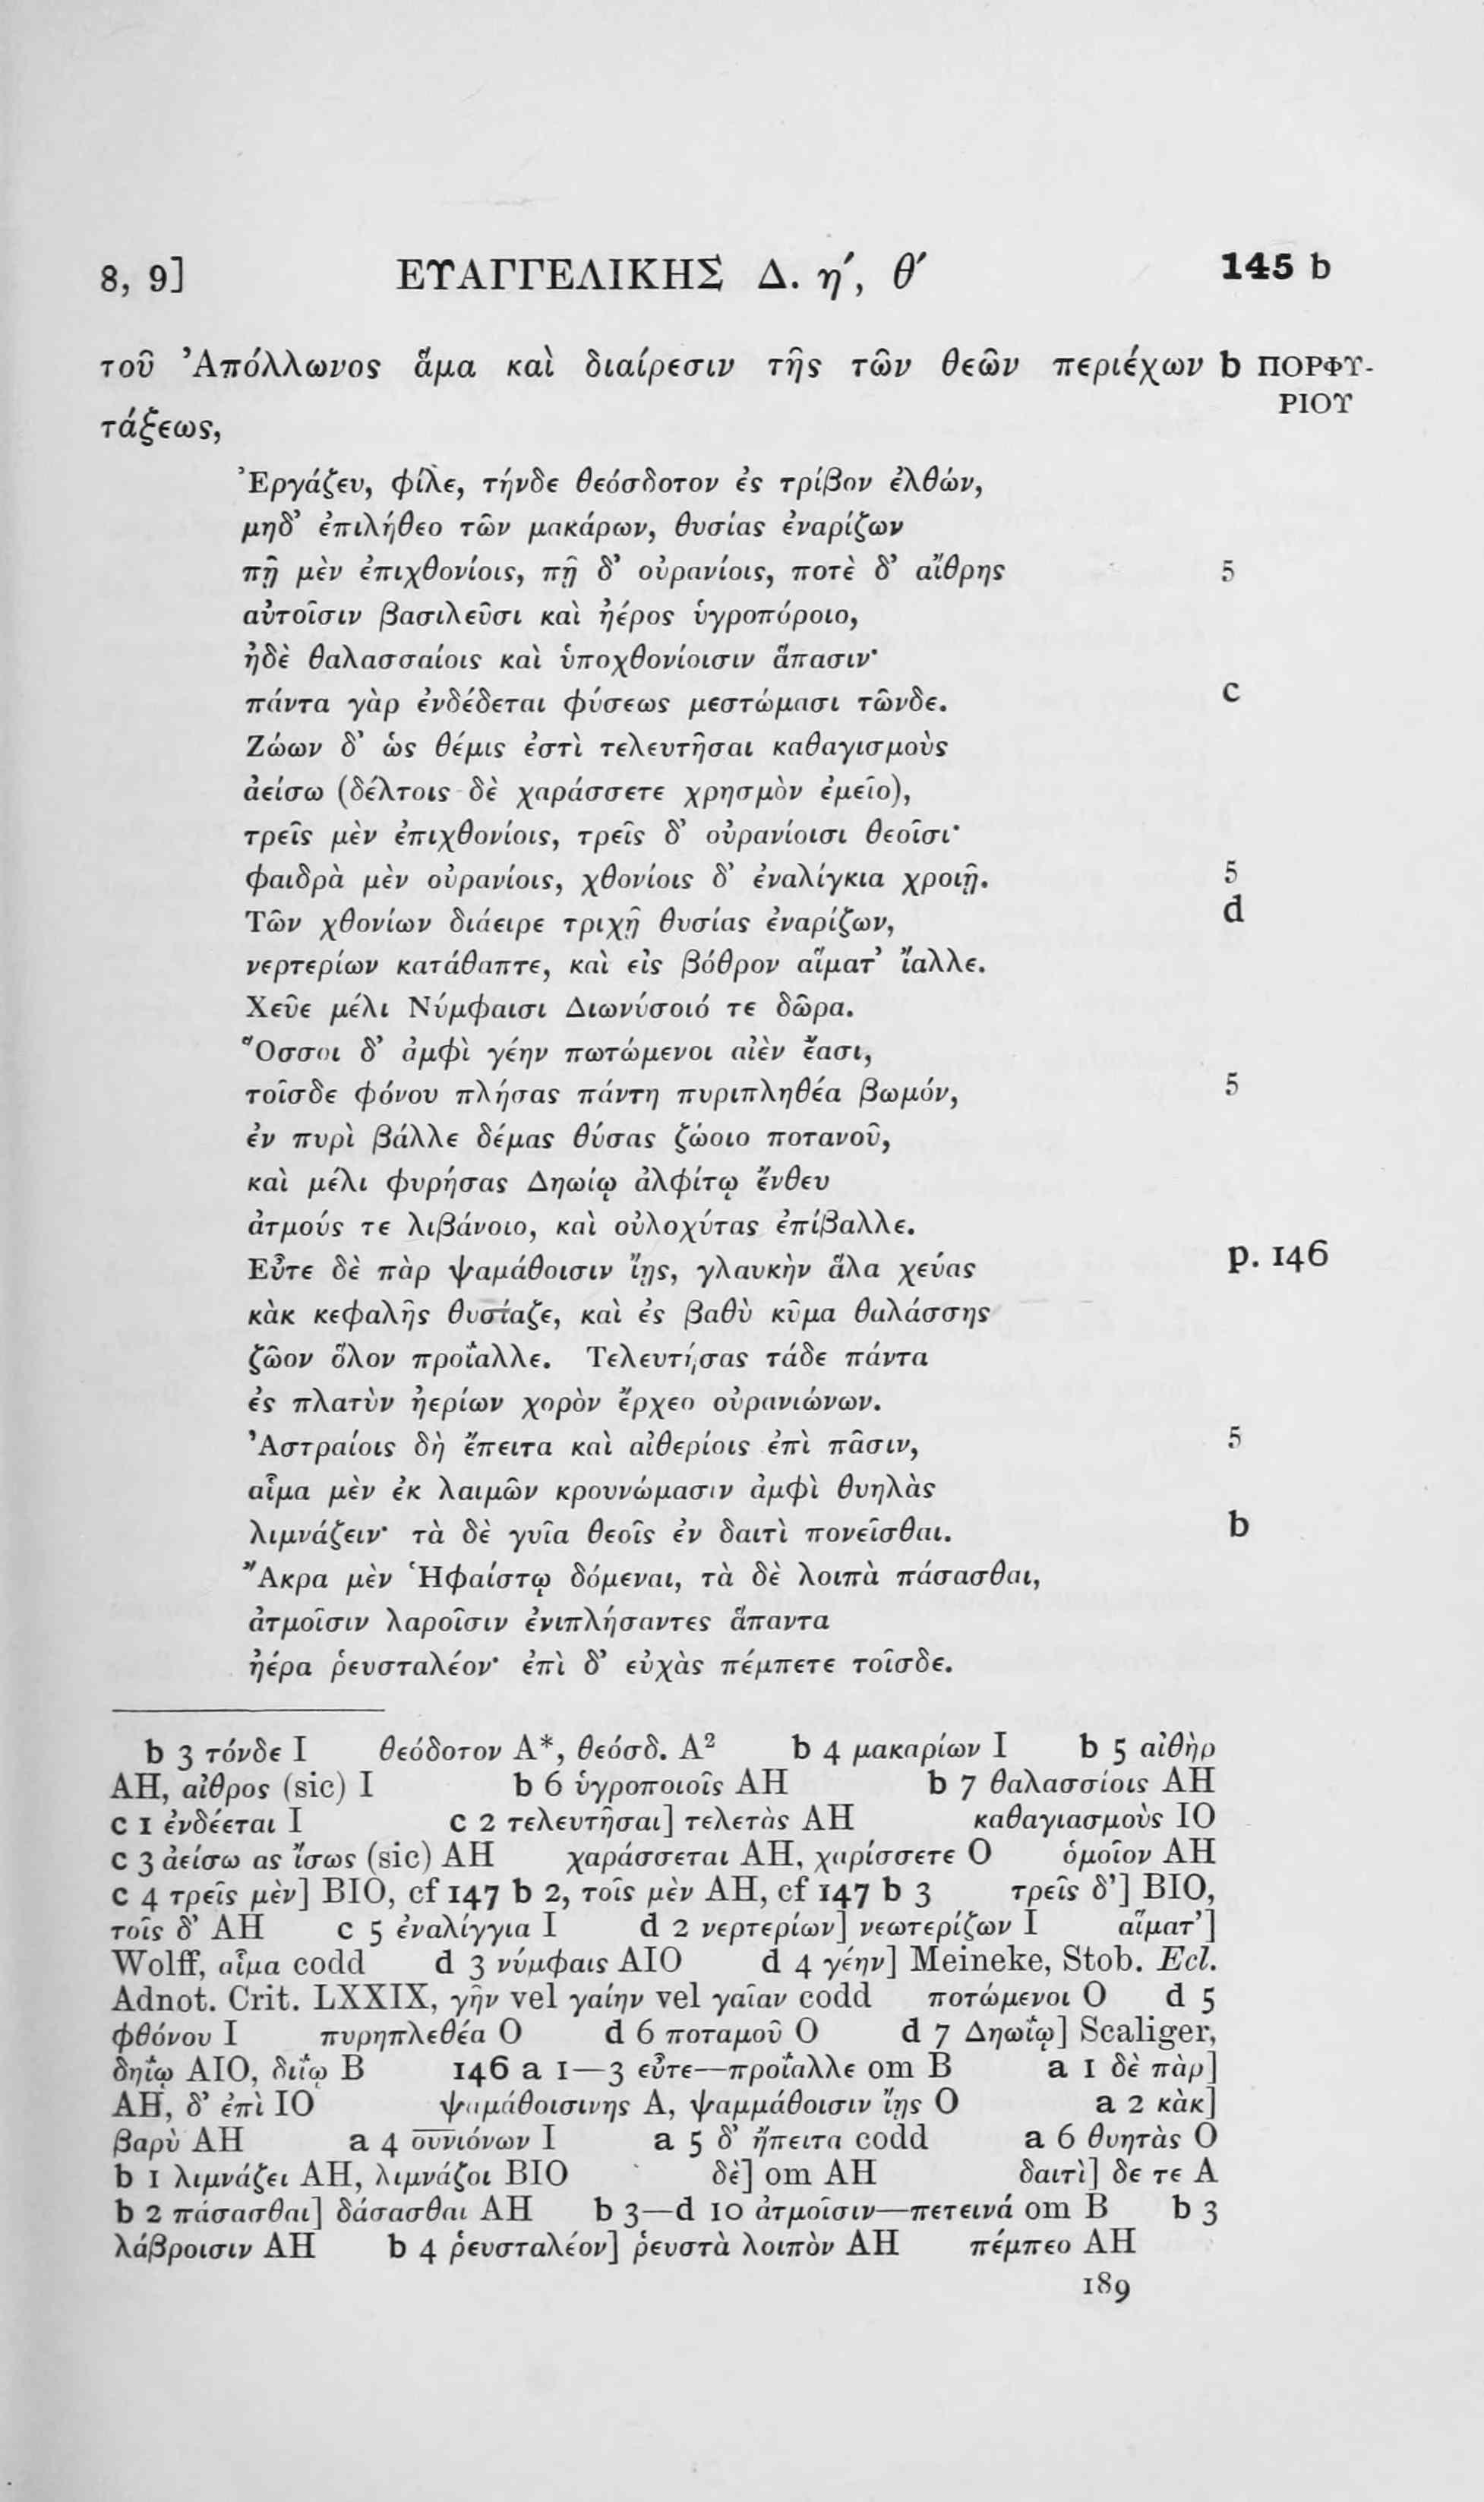 8, 9] ΕΥΑΓΓΕΛΙΚΗΣ Δ. η′, θ′ 145 b
τοῦ Ἀπόλλωνος ἅμα καὶ διαίρεσιν τῆς τῶν θεῶν περιέχων b ΠΟΡΦΥ-
ΡΙΟΥ
τάξεως,
Ἐργάζευ, φίλε, τήνδε θεόσδοτον ἐς τρίβον ἐλθών,
μηδ’ ἐπιλήθεο τῶν μακάρων, θυσίας ἐναρίζων
πῇ μὲν ἐπιχθονίοις, πῇ δ’ οὐρανίοις, ποτὲ δ’ αἴθρης 5
αὐτοῖσιν βασιλεῦσι καὶ ἠέρος ὑγροπόροιο,
ἠδὲ θαλασσαίοις καὶ ὑποχθονίοισιν ἅπασιν·
πάντα γὰρ ἐνδέδεται φύσεως μεστώμασι τῶνδε. c
Ζώων δ’ ὡς θέμις ἐστὶ τελευτῆσαι καθαγισμοὺς
ἀείσω (δέλτοις δὲ χαράσσετε χρησμὸν ἐμεῖο),
τρεῖς μὲν ἐπιχθονίοις, τρεῖς δ’ οὐρανίοισι θεοῖσι·
φαιδρὰ μὲν οὐρανίοις, χθονίοις δ’ ἐναλίγκια χροιῇ. 5
Τῶν χθονίων διάειρε τριχῇ θυσίας ἐναρίζων, d
νερτερίων κατάθαπτε, καὶ εἰς βόθρον αἵματ’ ἴαλλε.
Χεῦε μέλι Νύμφαισι Διωνύσοιό τε δῶρα.
Ὅσσοι δ’ ἀμφὶ γέην πωτώμενοι αἰὲν ἔασι,
τοῖσδε φόνου πλήσας πάντη πυριπληθέα βωμόν, 5
ἐν πυρὶ βάλλε δέμας θύσας ζώοιο ποτανοῦ,
καὶ μέλι φυρήσας Δηωίῳ ἀλφίτῳ ἔνθευ
ἀτμούς τε λιβάνοιο, καὶ οὐλοχύτας ἐπίβαλλε.
Εὖτε δὲ πὰρ ψαμάθοισιν ἴῃς, γλαυκὴν ἅλα χεύας p. 146
κὰκ κεφαλῆς θυσίαζε, καὶ ἐς βαθὺ κῦμα θαλάσσης
ζῶον ὅλον προΐαλλε. Τελευτήσας τάδε πάντα
ἐς πλατὺν ἠερίων χορὸν ἔρχεο οὐρανιώνων.
Ἀστραίοις δὴ ἔπειτα καὶ αἰθερίοις ἐπὶ πᾶσιν, 5
αἷμα μὲν ἐκ λαιμῶν κρουνώμασιν ἀμφὶ θυηλὰς
λιμνάζειν· τὰ δὲ γυῖα θεοῖς ἐν δαιτὶ πονεῖσθαι. b
Ἄκρα μὲν Ἡφαίστῳ δόμεναι, τὰ δὲ λοιπὰ πάσασθαι,
ἀτμοῖσιν λαροῖσιν ἐνιπλήσαντες ἅπαντα
ἠέρα ῥευσταλέον· ἐπὶ δ’ εὐχὰς πέμπετε τοῖσδε.
b 3 τόνδε I θεόδοτον A*, θεόσδ. A² b 4 μακαρίων I b 5 αἰθὴρ
AH, αἶθρος (sic) I b 6 ὑγροποιοῖς AH b 7 θαλασσίοις AH
c 1 ἐνδέεται I c 2 τελευτῆσαι] τελετὰς AH καθαγιασμοὺς IO
c 3 ἀείσω ας ἴσως (sic) AH χαράσσεται AH, χαρίσσετε O ὁμοῖον AH
c 4 τρεῖς μὲν] BIO, cf 147 b 2, τοῖς μὲν AH, cf 147 b 3 τρεῖς δ’] BIO,
τοῖς δ’ AH c 5 ἐναλίγγια I d 2 νερτερίων] νεωτερίζων I αἵματ’]
Wolff, αἷμα codd d 3 νύμφαις AIO d 4 γέην] Meineke, Stob. Ecl.
Adnot. Crit. LXXIX, γῆν vel γαίην vel γαῖαν codd ποτώμενοι O d 5
φθόνου I πυρηπλεθέα O d 6 ποταμοῦ O d 7 Δηωΐῳ] Scaliger,
δηΐῳ AIO, διΐῳ B 146 a 1—3 εὖτε—προΐαλλε om B a 1 δὲ πὰρ]
AH, δ’ ἐπὶ IO ψαμάθοισινης A, ψαμμάθοισιν ἴῃς O a 2 κὰκ]
βαρὺ AH a 4 ουνιόνων I a 5 δ’ ἤπειτα codd a 6 θυητὰς O
b 1 λιμνάζει AH, λιμνάζοι BIO δὲ] om AH δαιτὶ] δε τε A
b 2 πάσασθαι] δάσασθαι AH b 3—d 10 ἀτμοῖσιν—πετεινά om B b 3
λάβροισιν AH b 4 ῥευσταλέον] ῥευστὰ λοιπὸν AH πέμπεο AH
189